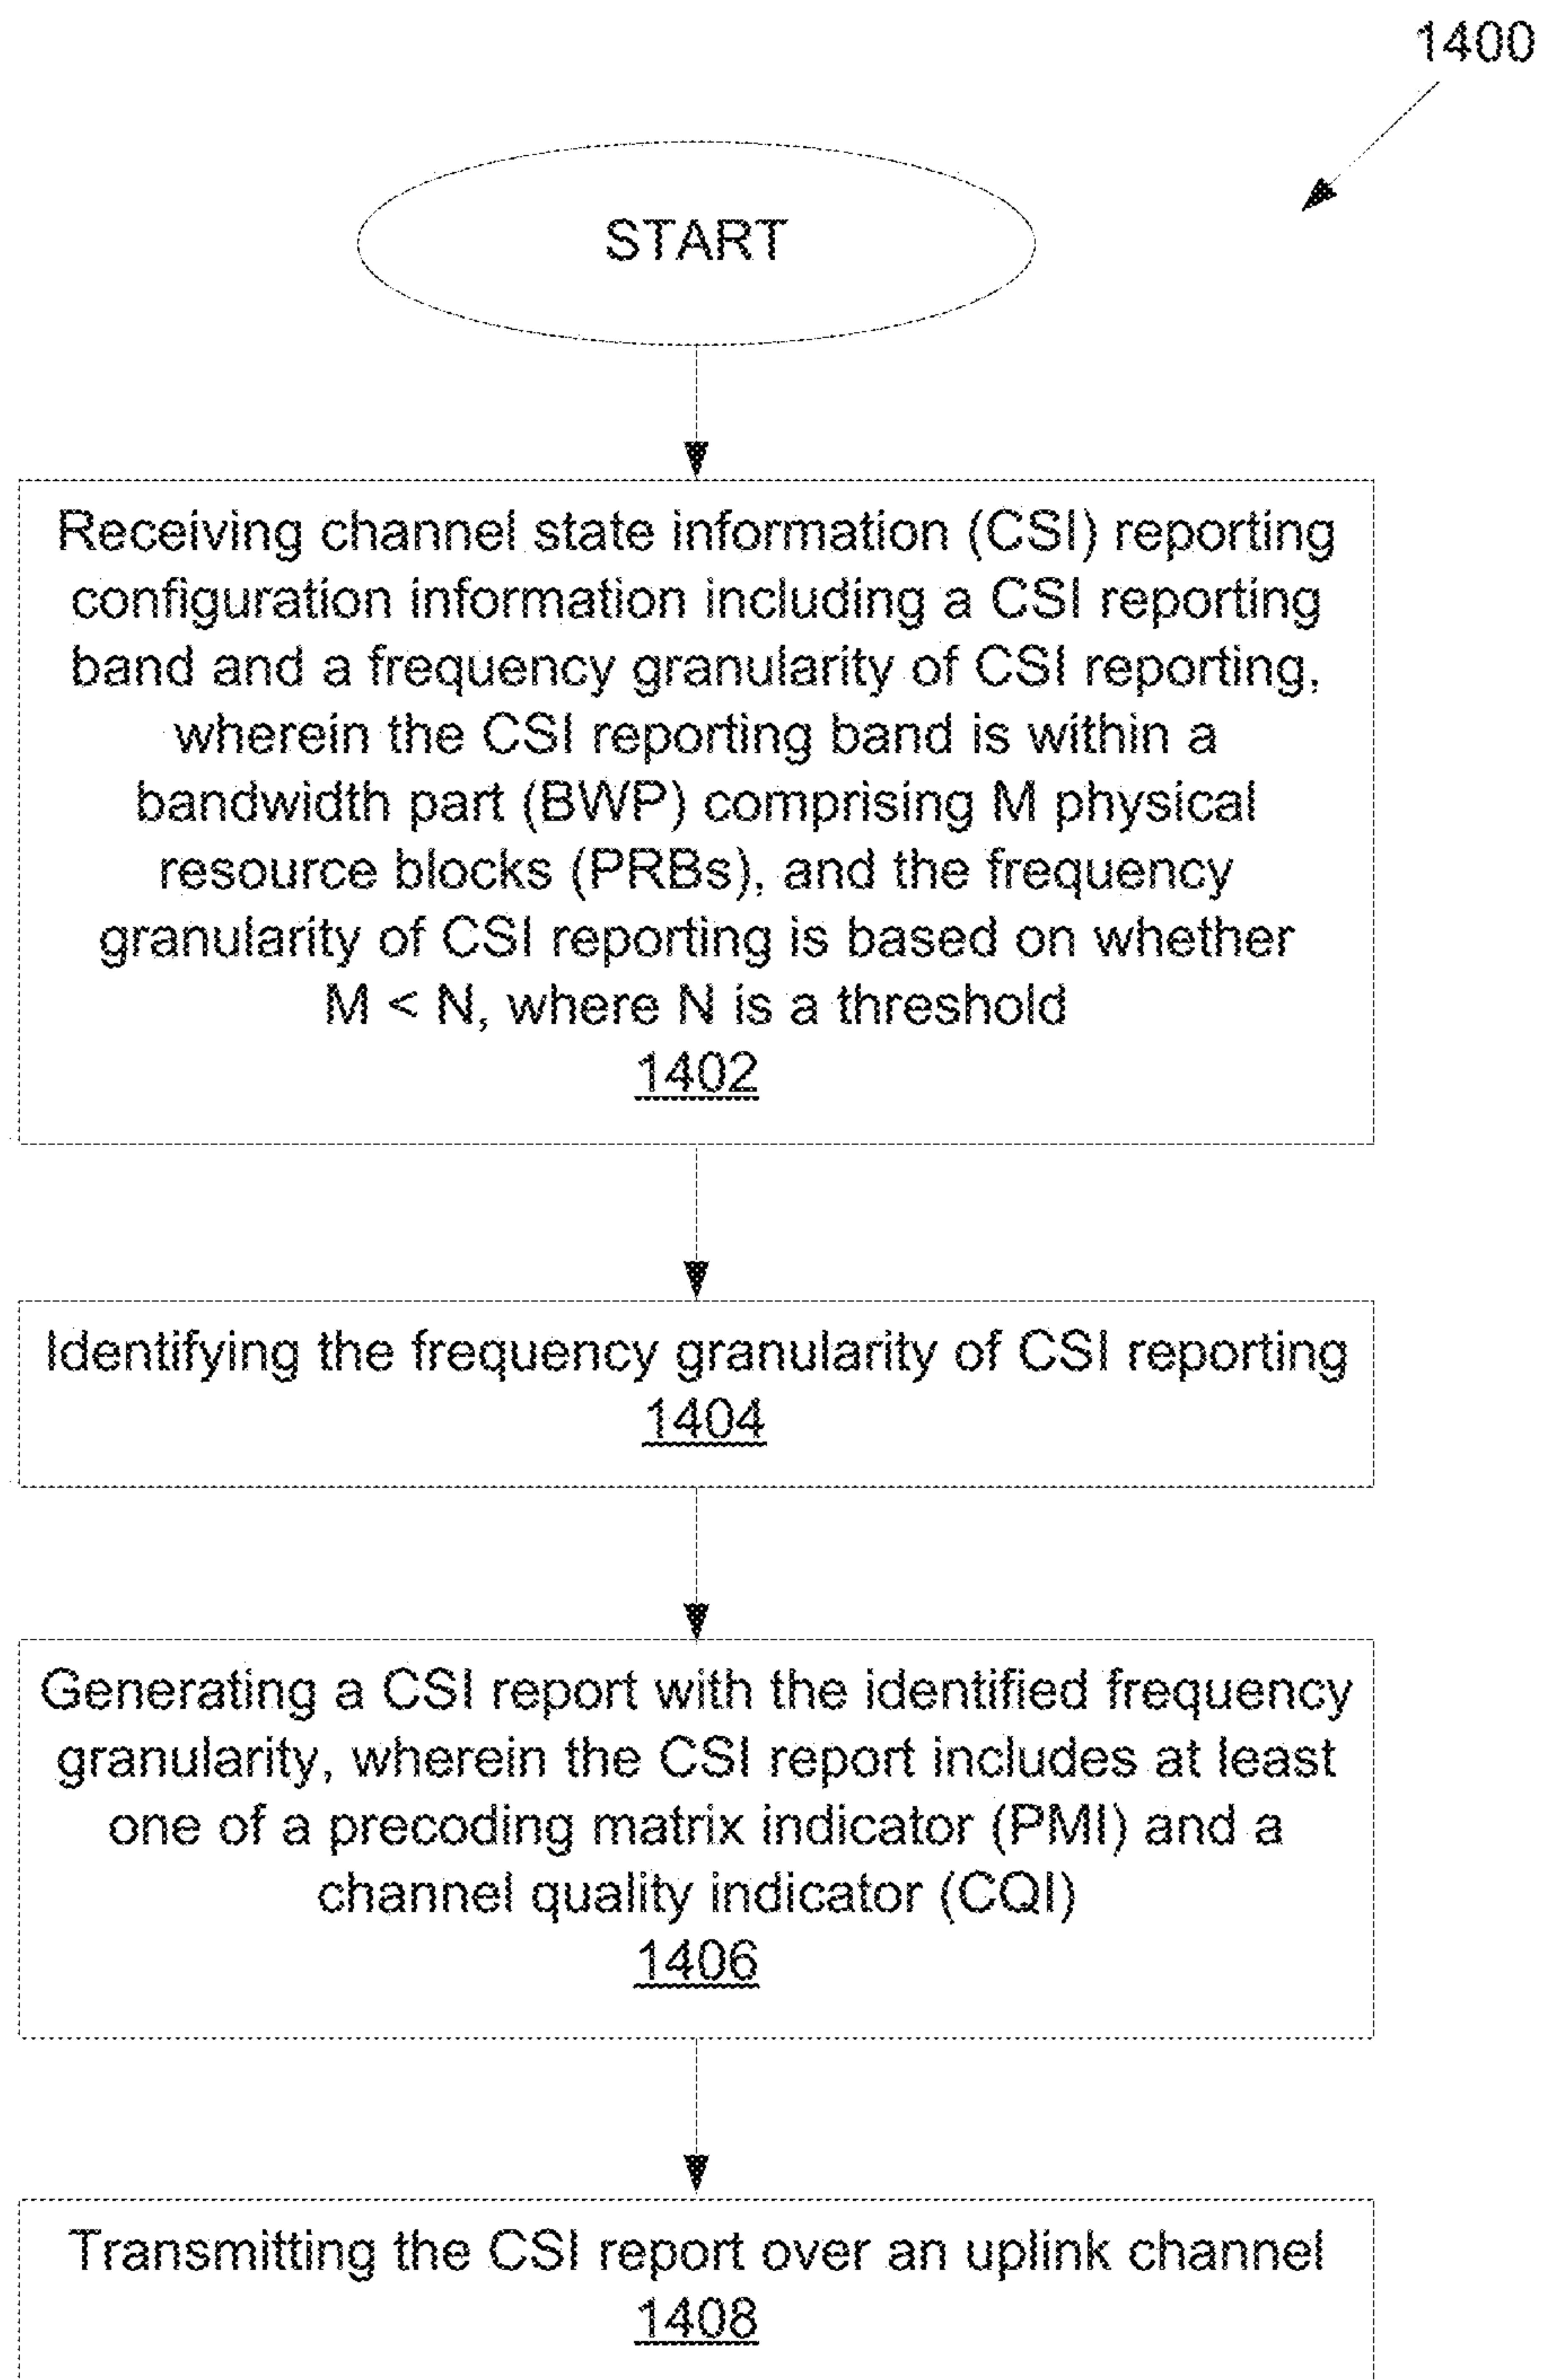 1400
START
Receiving channel state information (CSI) reporting
configuration information including a CSI reporting
band and a frequency granularity of CSI reporting,
wherein the CSI reporting band is within a
bandwidth part (BWP) comprising M physical
resource blocks (PRBs), and the frequency
granularity of CSI reporting is based on whether
M < N, where N is a threshold
1402
Identifying the frequency granularity of CSI reporting
1404
Generating a CSI report with the identified frequency
granularity, wherein the CSI report includes at least
one of a precoding matrix indicator (PMI) and a
channel quality indicator (CQI)
1406
Transmitting the CSI report over an uplink channel
1408